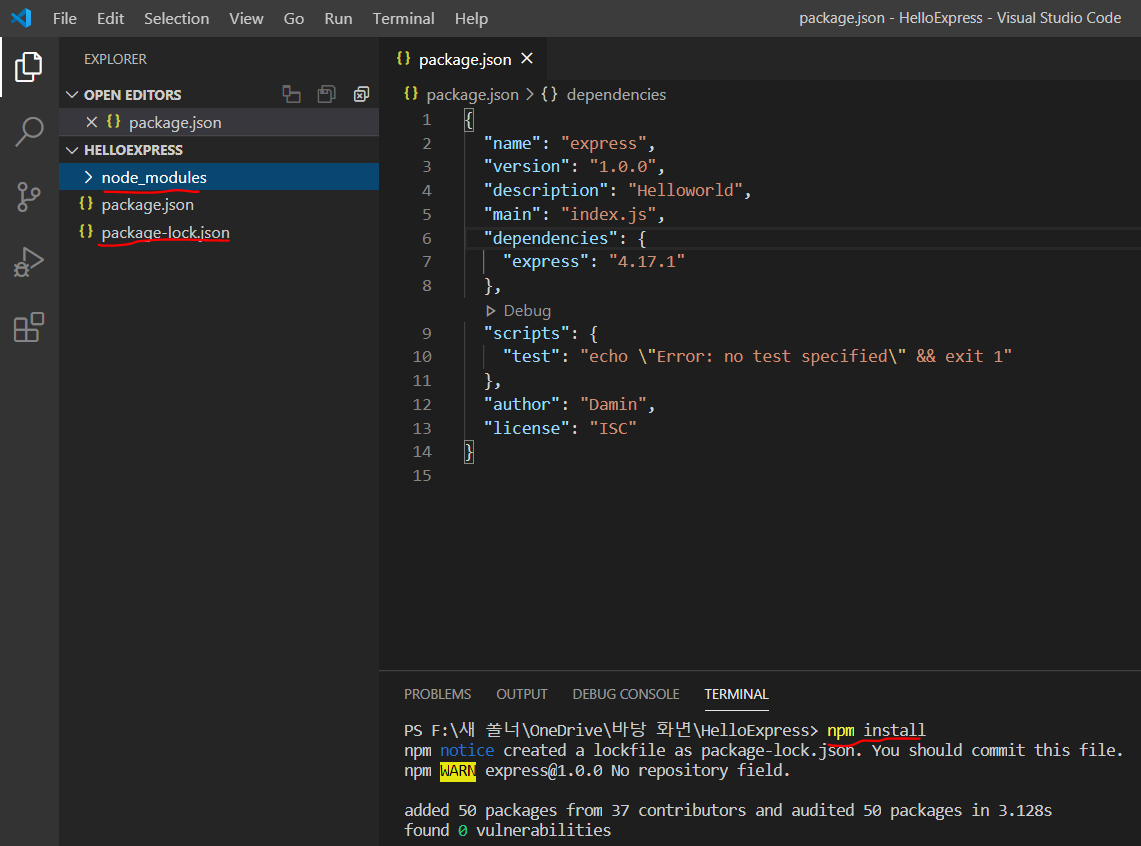 File Edit Selection View Go Run Terminal Help package.json - HelloExpress - Visual Studio Code
EXPLORER
OPEN EDITORS
package.json
HELLOEXPRESS
node_modules
package.json
package-lock.json
package.json
package.json > {} dependencies
1 {
2 "name": "express",
3 "version": "1.0.0",
4 "description": "Helloworld",
5 "main": "index.js",
6 "dependencies": {
7 "express": "4.17.1"
8 },
Debug
9 "scripts": {
10 "test": "echo \"Error: no test specified\" && exit 1"
11 },
12 "author": "Damin",
13 "license": "ISC"
14 }
15
PROBLEMS OUTPUT DEBUG CONSOLE TERMINAL
PS F:\새 폴너\OneDrive\바당 화변\HelloExpress> npm install
npm notice created a lockfile as package-lock.json. You should commit this file.
npm WARN express@1.0.0 No repository field.
added 50 packages from 37 contributors and audited 50 packages in 3.128s
found 0 vulnerabilities